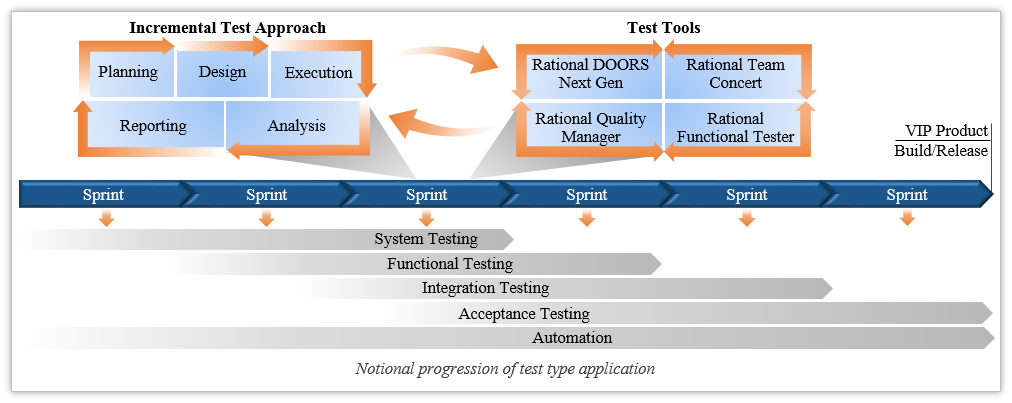 Incremental Test Approach
Planning
Design
Execution
Reporting
Analysis
Test Tools
Rational DOORS
Next Gen
Rational Team
Concert
Rational Quality
Manager
Rational
Functional Tester
VIP Product
Build/Release
Sprint
Sprint
Sprint
Sprint
Sprint
Sprint
System Testing
Functional Testing
Integration Testing
Acceptance Testing
Automation
Notional progression of test type application